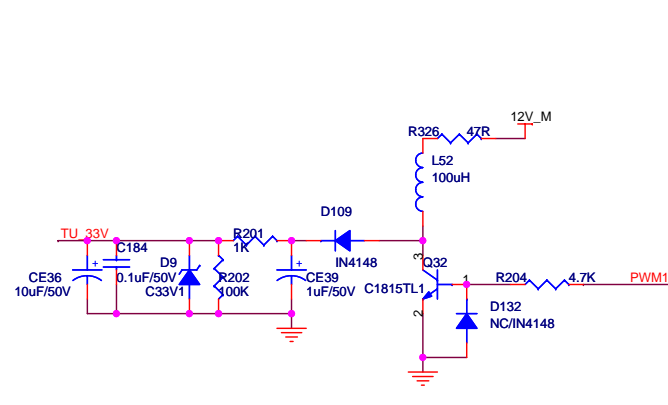 12V_M
R326 47R
L52
100uH
D109
TU_33V
C184
R201
1K
D9
IN4148
3
Q32
CE36
0.1uF/50V
R202
CE39
1
R204 4.7K
PWM1
10uF/50V
C33V1
100K
1uF/50V
C1815TL1
2
D132
NC/IN4148